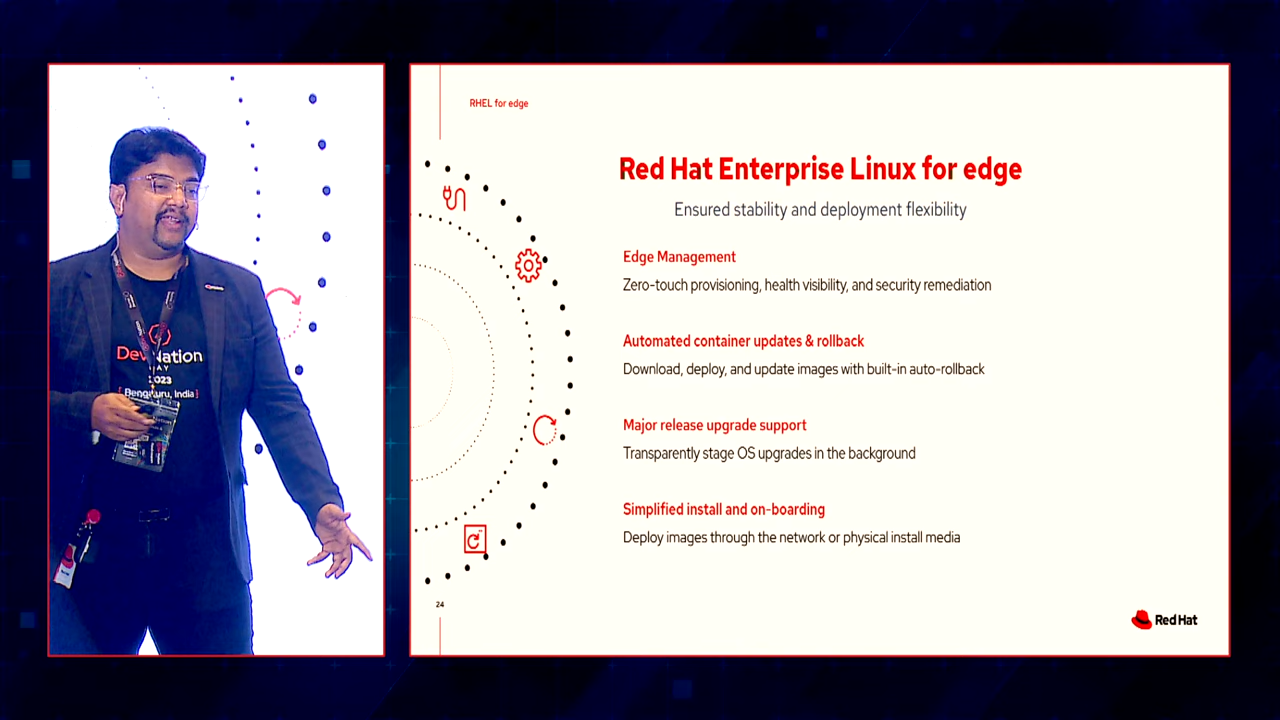 RHEL for edge
Red Hat Enterprise Linux for edge
Ensured stability and deployment flexibility
Edge Management
Zero-touch provisioning, health visibility, and security remediation
Automated container updates & rollback
Download, deploy, and update images with built-in auto-rollback
Major release upgrade support
Transparently stage OS upgrades in the background
Simplified install and on-boarding
Deploy images through the network or physical install media
24
Red Hat
DevNation
DAY
2023
[ Bengaluru, India ]